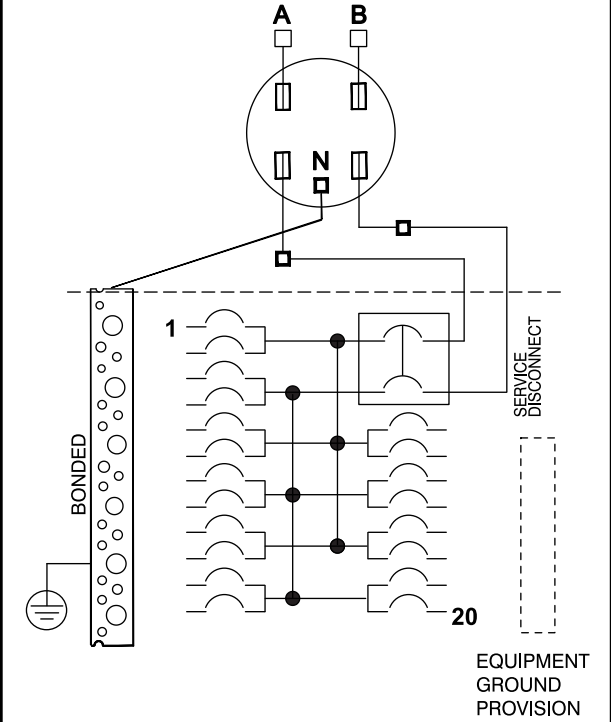 A B
N
1
SERVICE
DISCONNECT
BONDED
20
EQUIPMENT
GROUND
PROVISION